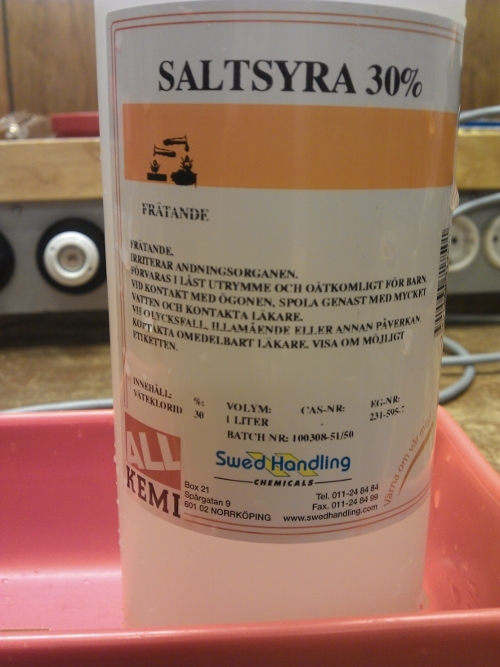 SALTSYRA 30%
FRÄTANDE
FRÄTANDE.
IRRITERAR ANDNINGSORGANEN.
FÖRVARAS I LÅST UTRYMME OCH OÅTKOMLIGT FÖR BARN.
VID KONTAKT MED ÖGONEN, SPOLA GENAST MED MYCKET
VATTEN OCH KONTAKTA LÄKARE.
VID OLYCKSFALL, ILLAMÅENDE ELLER ANNAN PÅVERKAN
KONTAKTA OMEDELBART LÄKARE. VISA OM MÖJLIGT
ETIKETTEN.
INNEHÅLL: %: VOLYM: CAS-NR: EG-NR:
VÄTEKLORID 30 1 LITER - 231-595-7
BATCH NR: 100308-51/50
ALL
KEMI
Swed Handling
CHEMICALS
Box 21
Spårgatan 9
601 02 NORRKÖPING
Tel. 011-24 84 84
Fax. 011-24 84 99
www.swedhandling.com
Värna om vår